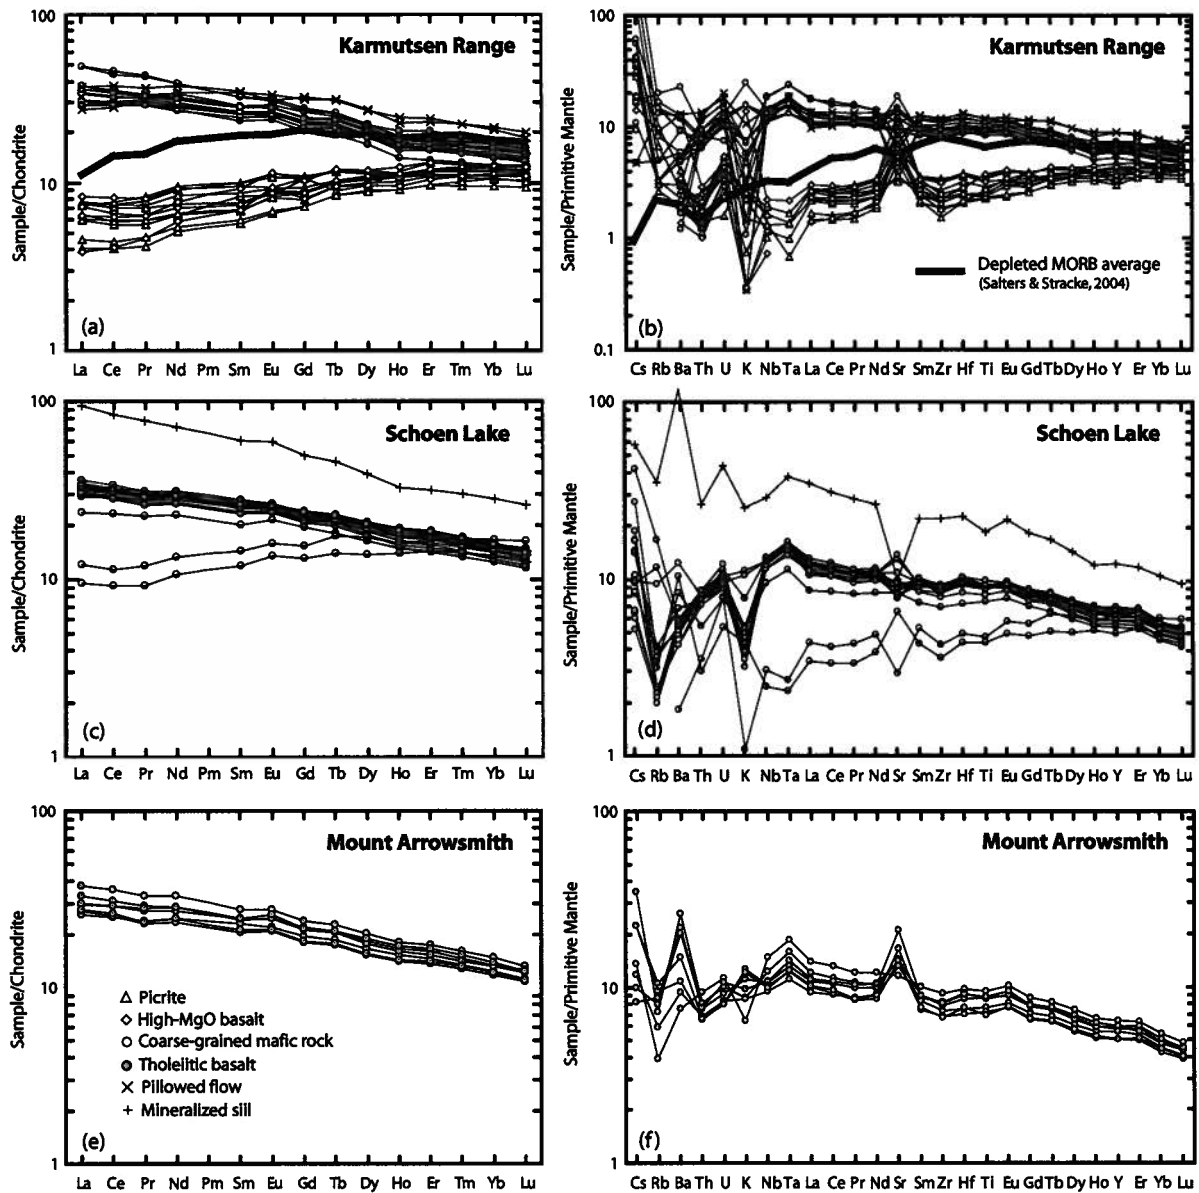 100
Karmutsen Range
10
1
Sample/Chondrite
(a)
La Ce Pr Nd Pm Sm Eu Gd Tb Dy Ho Er Tm Yb Lu
100
Karmutsen Range
10
1
0.1
Sample/Primitive Mantle
Depleted MORB average
(Salters & Stracke, 2004)
(b)
Cs Rb Ba Th U K Nb Ta La Ce Pr Nd Sr Sm Zr Hf Ti Eu Gd Tb Dy Ho Y Er Yb Lu
100
Schoen Lake
10
1
Sample/Chondrite
(c)
La Ce Pr Nd Pm Sm Eu Gd Tb Dy Ho Er Tm Yb Lu
100
Schoen Lake
10
1
Sample/Primitive Mantle
(d)
Cs Rb Ba Th U K Nb Ta La Ce Pr Nd Sr Sm Zr Hf Ti Eu Gd Tb Dy Ho Y Er Yb Lu
100
Mount Arrowsmith
10
1
Sample/Chondrite
Picrite
High-MgO basalt
Coarse-grained mafic rock
Tholeiitic basalt
Pillowed flow
Mineralized sill
(e)
La Ce Pr Nd Pm Sm Eu Gd Tb Dy Ho Er Tm Yb Lu
100
Mount Arrowsmith
10
1
Sample/Primitive Mantle
(f)
Cs Rb Ba Th U K Nb Ta La Ce Pr Nd Sr Sm Zr Hf Ti Eu Gd Tb Dy Ho Y Er Yb Lu